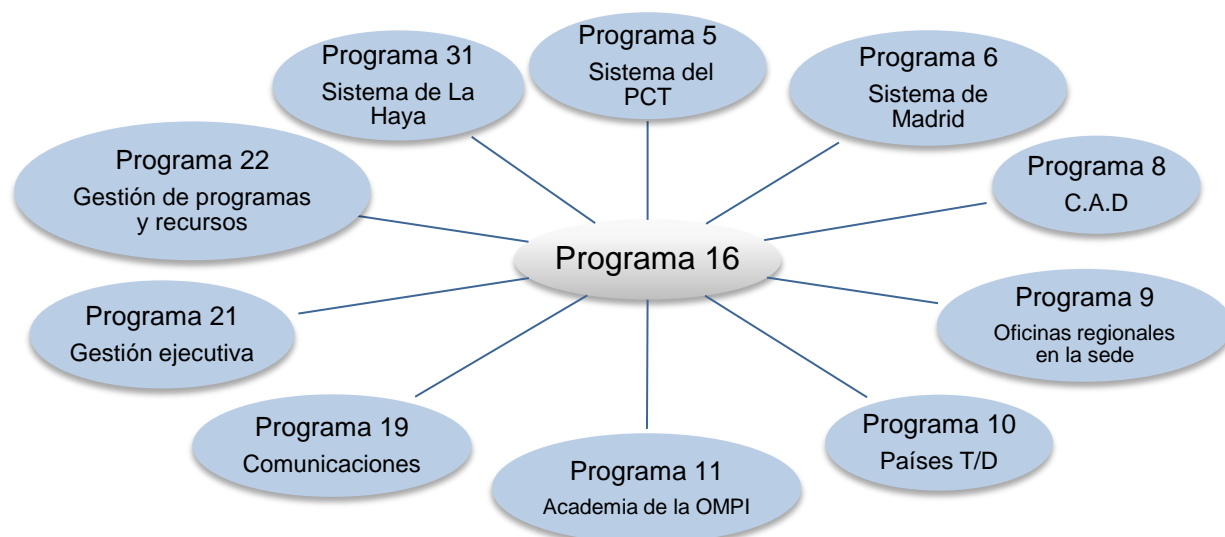 Programa 5
Sistema del
PCT
Programa 6
Sistema de
Madrid
Programa 8
C.A.D
Programa 9
Oficinas regionales
en la sede
Programa 10
Países T/D
Programa 11
Academia de la OMPI
Programa 19
Comunicaciones
Programa 21
Gestión ejecutiva
Programa 22
Gestión de programas
y recursos
Programa 31
Sistema de La
Haya
Programa 16